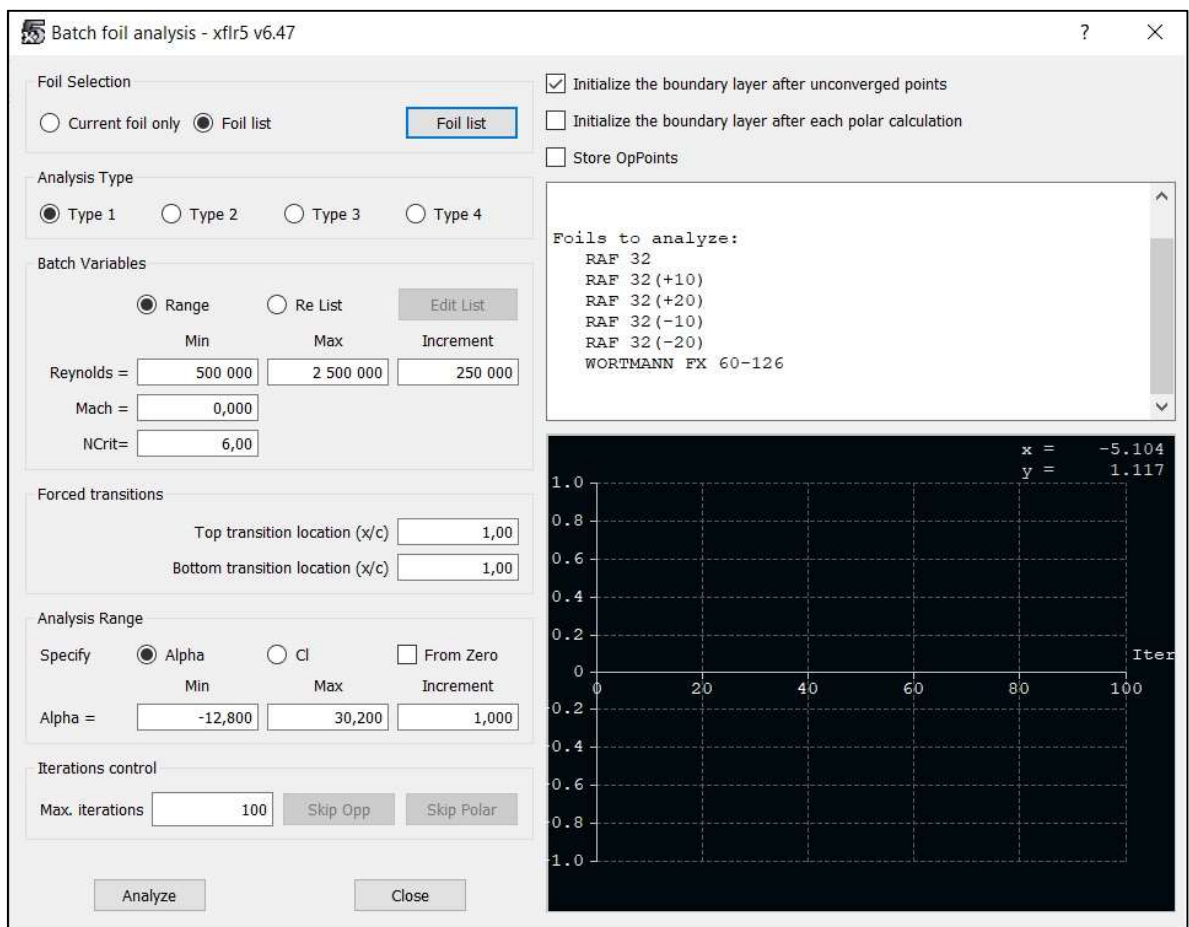 Batch foil analysis - xflr5 v6.47
?
Foil Selection
Current foil only Foil list Foil list
Analysis Type
Type 1 Type 2 Type 3 Type 4
Batch Variables
Range Re List Edit List
Min Max Increment
Reynolds = 500 000 2 500 000 250 000
Mach = 0,000
NCrit= 6,00
Forced transitions
Top transition location (x/c) 1,00
Bottom transition location (x/c) 1,00
Analysis Range
Specify Alpha Cl From Zero
Min Max Increment
Alpha = -12,800 30,200 1,000
Iterations control
Max. iterations 100 Skip Opp Skip Polar
Analyze Close
Initialize the boundary layer after unconverged points
Initialize the boundary layer after each polar calculation
Store OpPoints
Foils to analyze:
RAF 32
RAF 32(+10)
RAF 32(+20)
RAF 32(-10)
RAF 32(-20)
WORTMANN FX 60-126
x = -5.104
y = 1.117
1.0
0.8
0.6
0.4
0.2
Iter
0
0 20 40 60 80 100
0.2
0.4
0.6
0.8
1.0